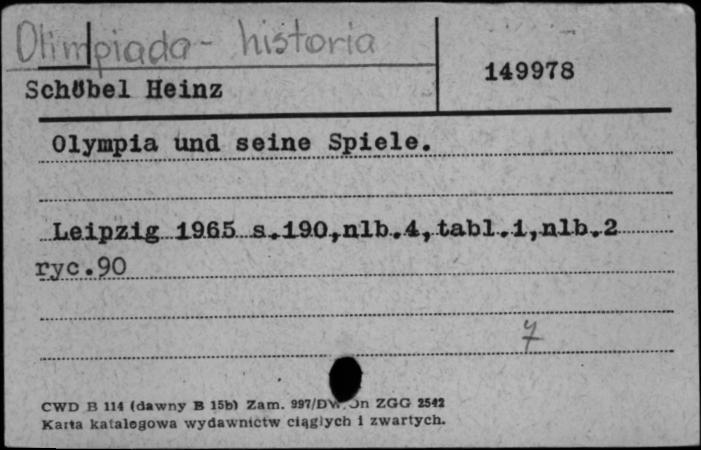 Olimpiada - historia
149978
Schöbel Heinz
Olympia und seine Spiele.
Leipzig 1965 s.190,nlb.4,tabl.1,nlb.2
ryc.90
7
CWD B 114 (dawny B 15b) Zam. 997/DW. ZGG 2542
Karta katalogowa wydawnictw ciągłych i zwartych.